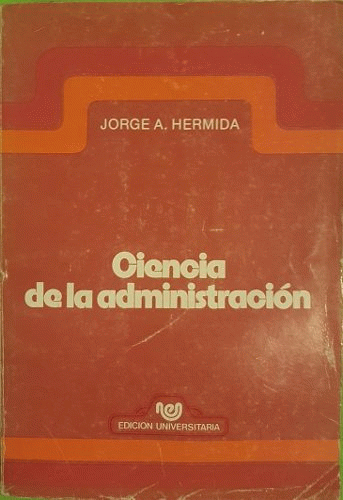 JORGE A. HERMIDA
Ciencia
de la administración
EDICION UNIVERSITARIA